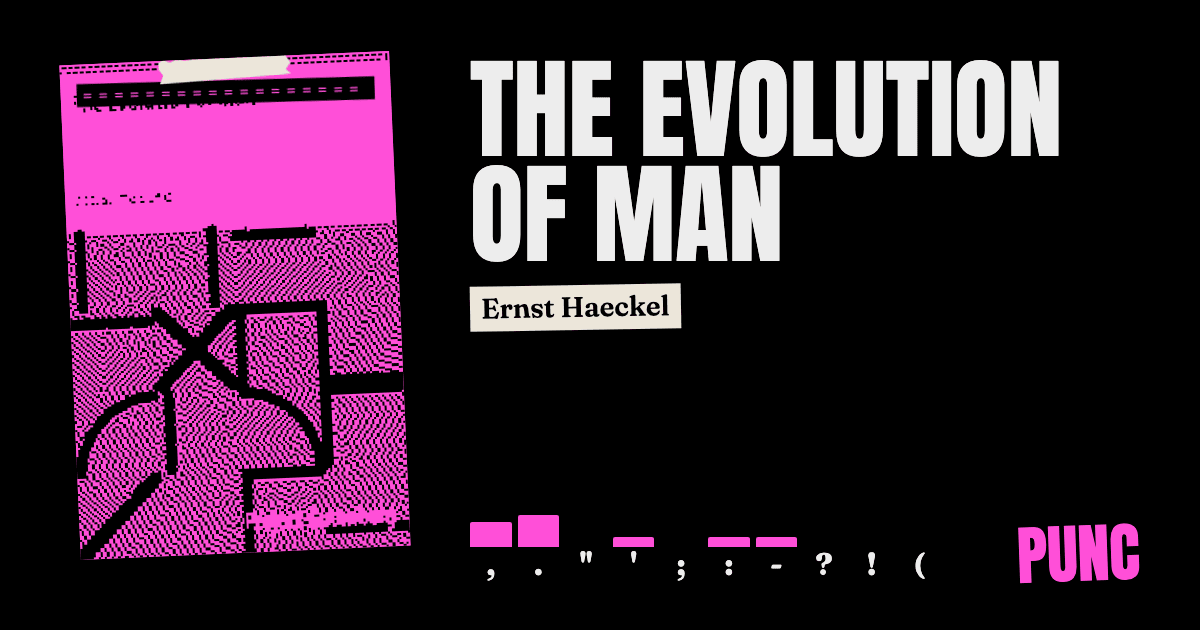 THE EVOLUTION
OF MAN
Ernst Haeckel
, . " ' ; : - ? ! (
PUNC